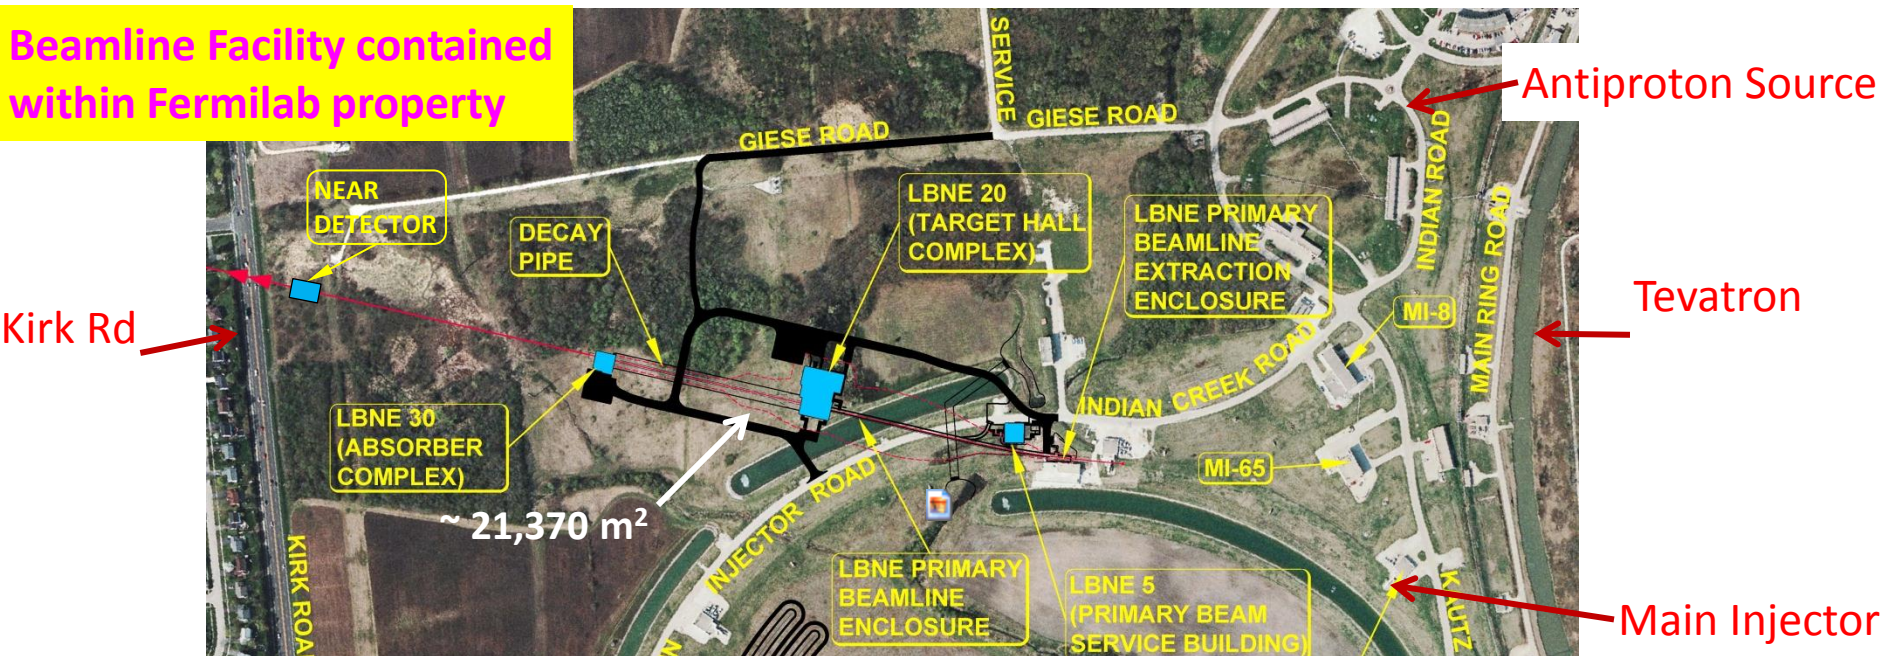 Beamline Facility contained
within Fermilab property
SERVICE
GIESE ROAD
GIESE ROAD
Antiproton Source
INDIAN ROAD
NEAR
DETECTOR
DECAY
PIPE
LBNE 20
(TARGET HALL
COMPLEX)
LBNE PRIMARY
BEAMLINE
EXTRACTION
ENCLOSURE
MAIN RING ROAD
Kirk Rd
Tevatron
MI-8
INDIAN CREEK ROAD
LBNE 30
(ABSORBER
COMPLEX)
MI-65
~ 21,370 m²
INJECTOR ROAD
KIRK ROA
LBNE PRIMARY
BEAMLINE
ENCLOSURE
LBNE 5
(PRIMARY BEAM
SERVICE BUILDING)
KAUTZ
Main Injector
N